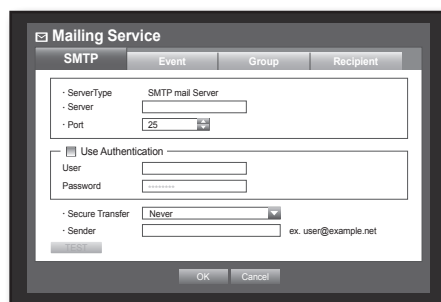 Mailing Service
SMTP Event Group Recipient
· ServerType SMTP mail Server
· Server
· Port 25
Use Authentication
User
Password --------
· Secure Transfer Never
· Sender ex. user@example.net
TEST
OK Cancel